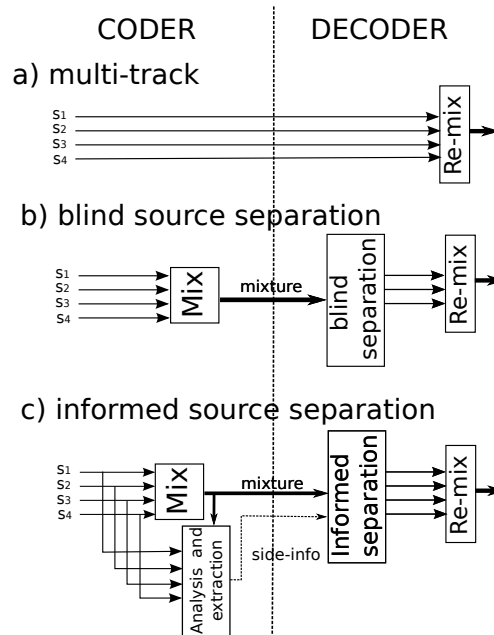 CODER DECODER
a) multi-track
S1
S2
S3
S4
Re-mix
b) blind source separation
S1
S2
S3
S4
Mix
mixture
blind
separation
Re-mix
c) informed source separation
S1
S2
S3
S4
Mix
mixture
Informed
separation
Re-mix
Analysis and
extraction
side-info